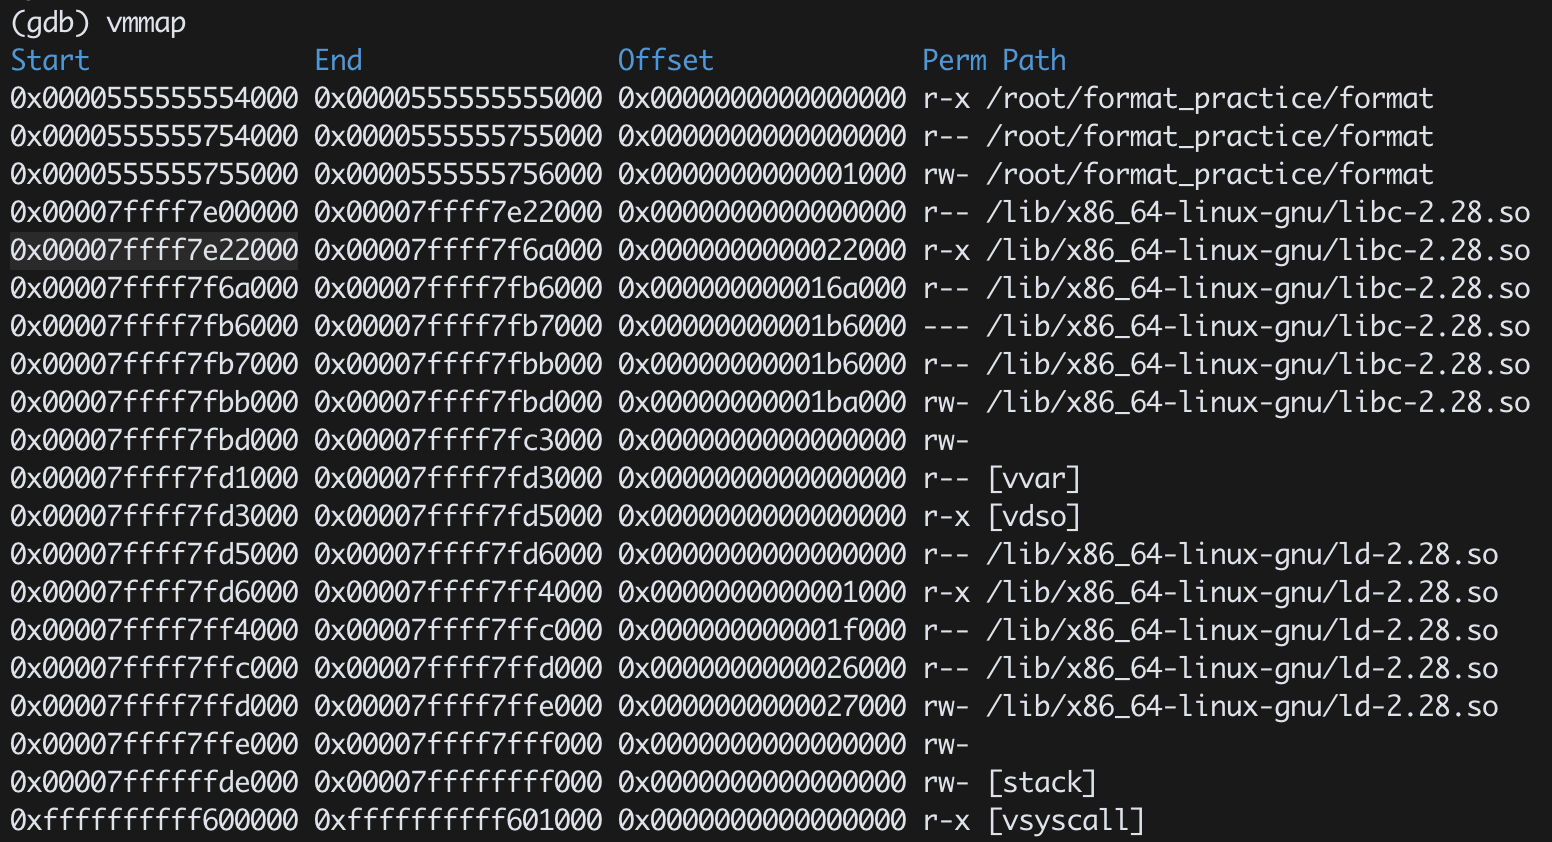 (gdb) vmmap
Start End Offset Perm Path
0x0000555555554000 0x0000555555555000 0x0000000000000000 r-x /root/format_practice/format
0x0000555555754000 0x0000555555755000 0x0000000000000000 r-- /root/format_practice/format
0x0000555555755000 0x0000555555756000 0x0000000000001000 rw- /root/format_practice/format
0x00007ffff7e00000 0x00007ffff7e22000 0x0000000000000000 r-- /lib/x86_64-linux-gnu/libc-2.28.so
0x00007ffff7e22000 0x00007ffff7f6a000 0x0000000000022000 r-x /lib/x86_64-linux-gnu/libc-2.28.so
0x00007ffff7f6a000 0x00007ffff7fb6000 0x000000000016a000 r-- /lib/x86_64-linux-gnu/libc-2.28.so
0x00007ffff7fb6000 0x00007ffff7fb7000 0x00000000001b6000 --- /lib/x86_64-linux-gnu/libc-2.28.so
0x00007ffff7fb7000 0x00007ffff7fbb000 0x00000000001b6000 r-- /lib/x86_64-linux-gnu/libc-2.28.so
0x00007ffff7fbb000 0x00007ffff7fbd000 0x00000000001ba000 rw- /lib/x86_64-linux-gnu/libc-2.28.so
0x00007ffff7fbd000 0x00007ffff7fc3000 0x0000000000000000 rw-
0x00007ffff7fd1000 0x00007ffff7fd3000 0x0000000000000000 r-- [vvar]
0x00007ffff7fd3000 0x00007ffff7fd5000 0x0000000000000000 r-x [vdso]
0x00007ffff7fd5000 0x00007ffff7fd6000 0x0000000000000000 r-- /lib/x86_64-linux-gnu/ld-2.28.so
0x00007ffff7fd6000 0x00007ffff7ff4000 0x0000000000001000 r-x /lib/x86_64-linux-gnu/ld-2.28.so
0x00007ffff7ff4000 0x00007ffff7ffc000 0x000000000001f000 r-- /lib/x86_64-linux-gnu/ld-2.28.so
0x00007ffff7ffc000 0x00007ffff7ffd000 0x0000000000026000 r-- /lib/x86_64-linux-gnu/ld-2.28.so
0x00007ffff7ffd000 0x00007ffff7ffe000 0x0000000000027000 rw- /lib/x86_64-linux-gnu/ld-2.28.so
0x00007ffff7ffe000 0x00007ffff7fff000 0x0000000000000000 rw-
0x00007ffffffde000 0x00007ffffffff000 0x0000000000000000 rw- [stack]
0xffffffffff600000 0xffffffffff601000 0x0000000000000000 r-x [vsyscall]